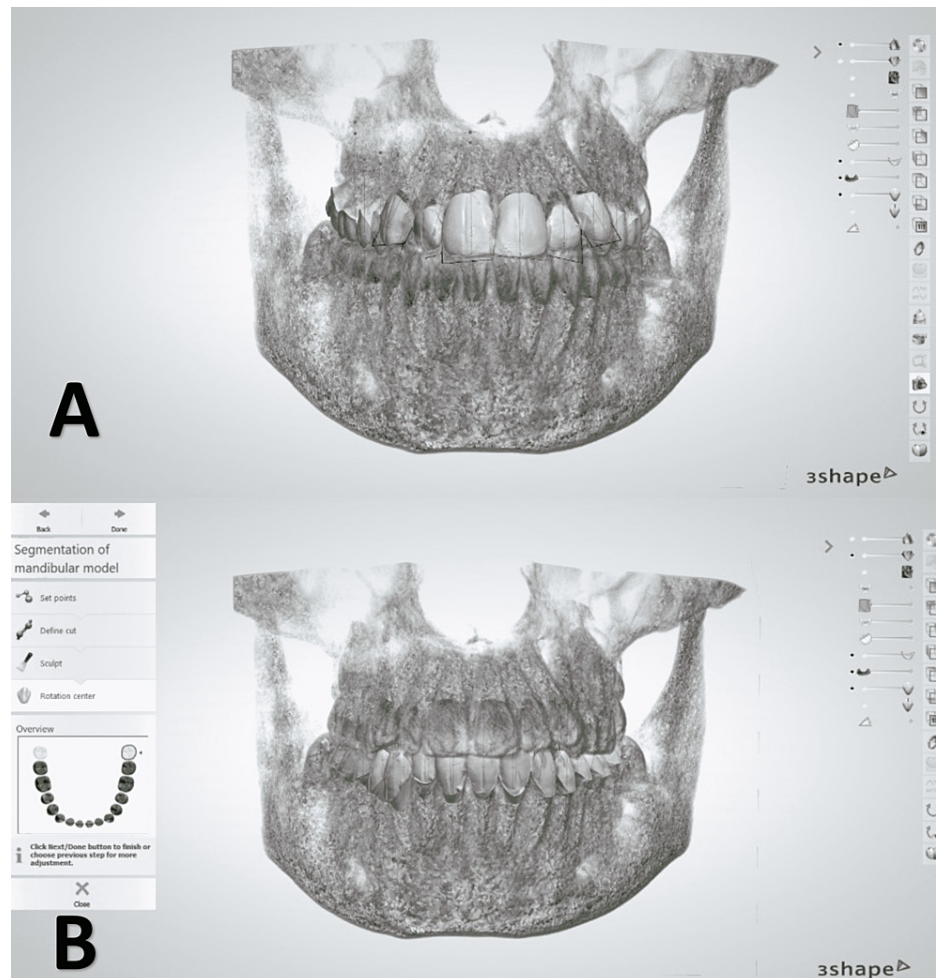 A
3shape
Back
Done
Segmentation of
mandibular model
Set points
Define cut
Sculpt
Rotation center
Overview
Click Next/Done button to finish or
choose previous step for more
adjustment.
Close
B
3shape